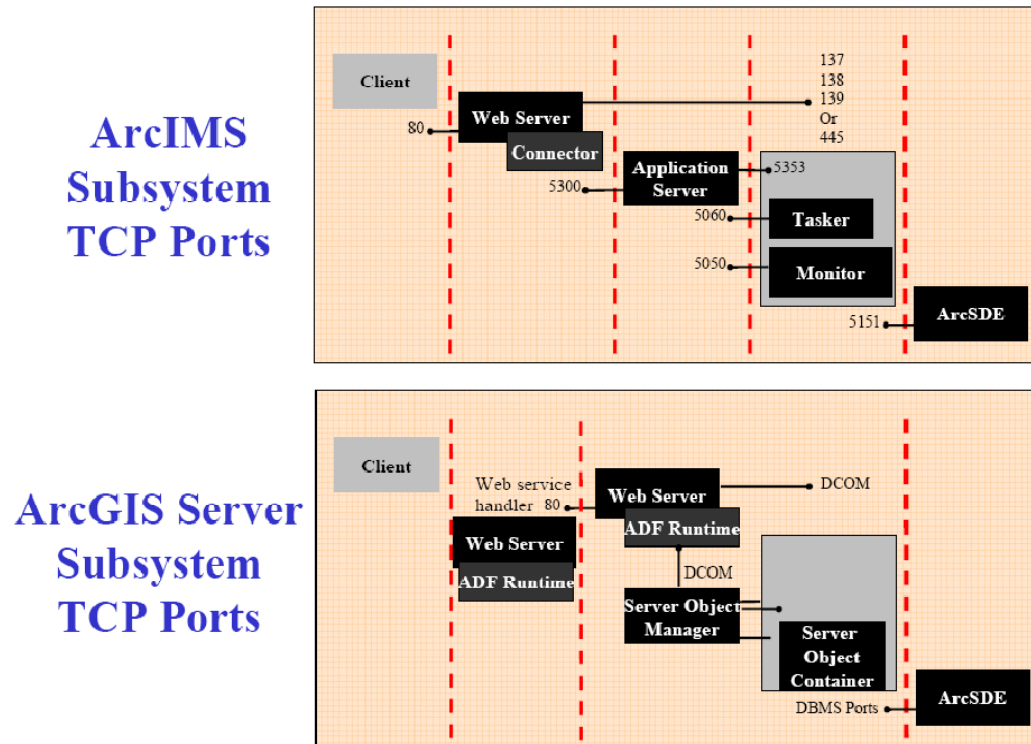 ArcIMS
Subsystem
TCP Ports
Client
80
Web Server
Connector
137
138
139
Or
445
5300
Application
Server
5353
5060
Tasker
5050
Monitor
5151
ArcSDE
ArcGIS Server
Subsystem
TCP Ports
Client
Web service
handler 80
Web Server
ADF Runtime
Web Server
ADF Runtime
DCOM
DCOM
Server Object
Manager
Server
Object
Container
DBMS Ports
ArcSDE